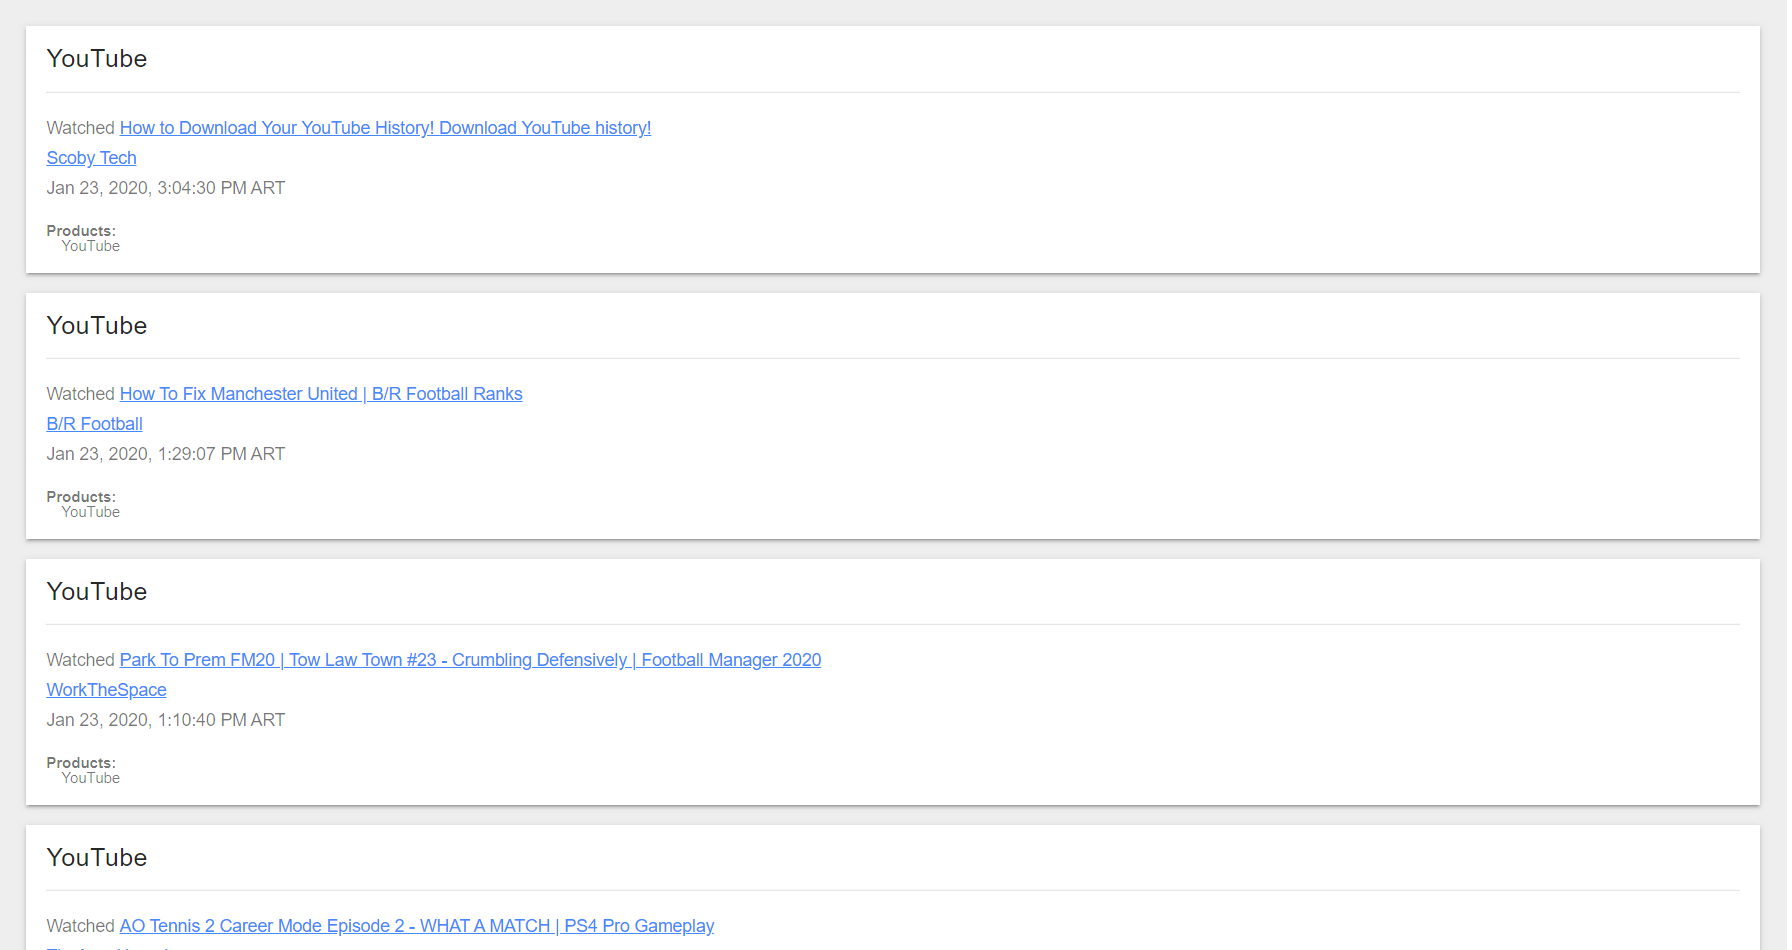 YouTube
Watched How to Download Your YouTube History! Download YouTube history!
Scoby Tech
Jan 23, 2020, 3:04:30 PM ART
Products:
YouTube
YouTube
Watched How To Fix Manchester United | B/R Football Ranks
B/R Football
Jan 23, 2020, 1:29:07 PM ART
Products:
YouTube
YouTube
Watched Park To Prem FM20 | Tow Law Town #23 - Crumbling Defensively | Football Manager 2020
WorkTheSpace
Jan 23, 2020, 1:10:40 PM ART
Products:
YouTube
YouTube
Watched AO Tennis 2 Career Mode Episode 2 - WHAT A MATCH | PS4 Pro Gameplay